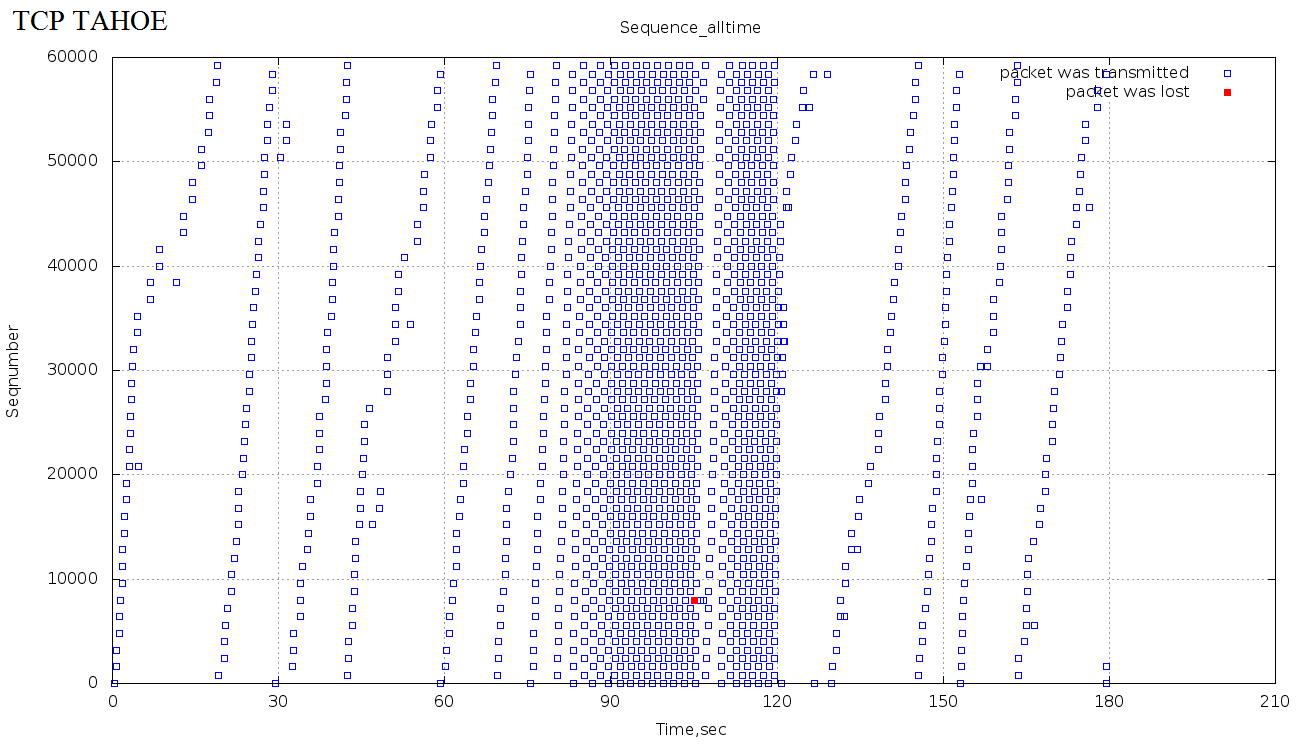 TCP TAHOE
Sequence_alltime
60000
packet was transmitted
packet was lost
50000
40000
Seqnumber
30000
20000
10000
0
0 30 60 90 120 150 180 210
Time,sec